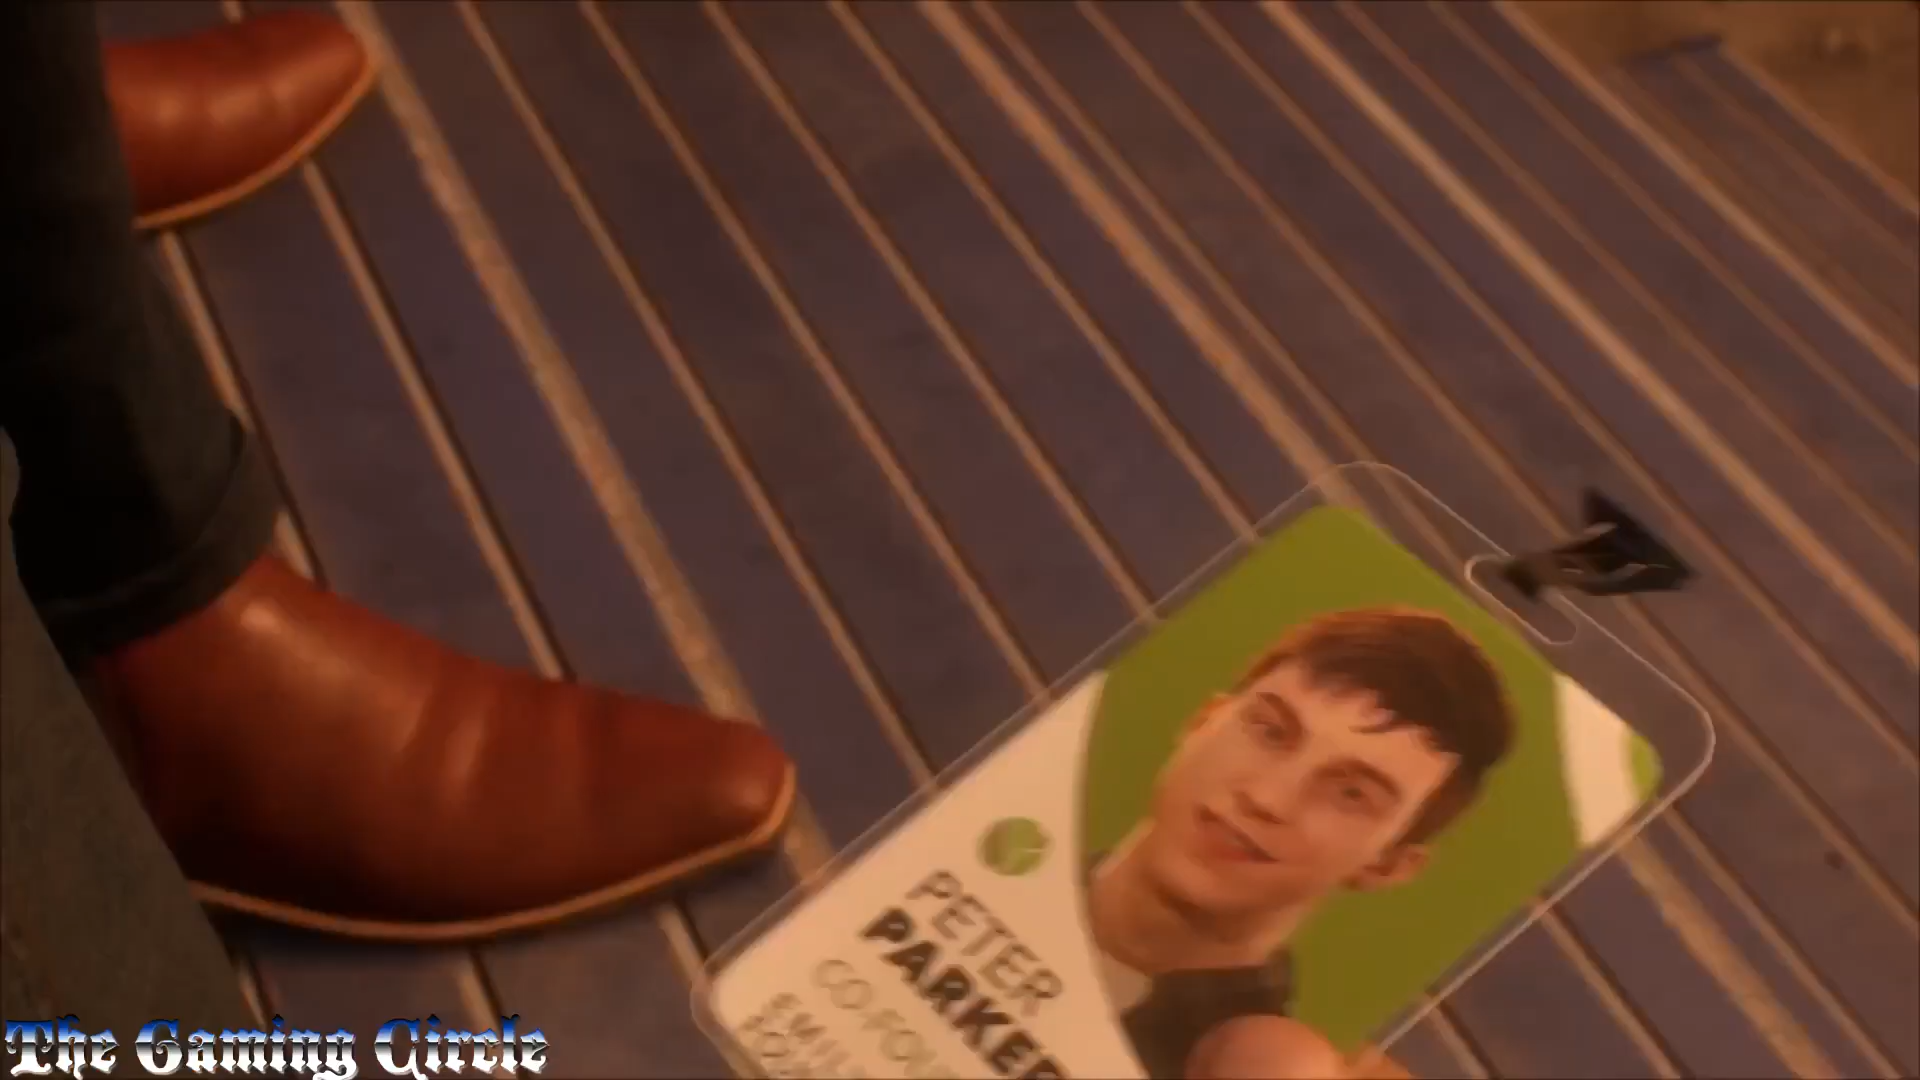 PETER
PARKER
The Gaming Circle